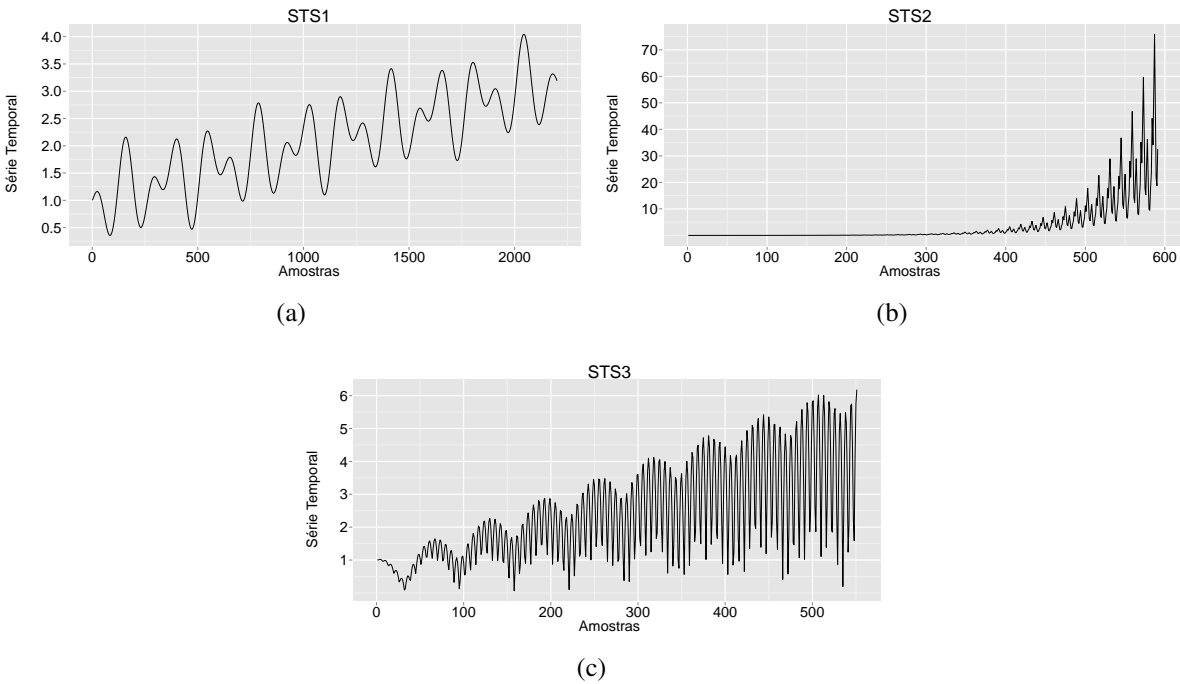 STS1
Série Temporal
4.0
3.5
3.0
2.5
2.0
1.5
1.0
0.5
0 500 1000 1500 2000
Amostras
(a)
STS2
Série Temporal
70
60
50
40
30
20
10
0 100 200 300 400 500 600
Amostras
(b)
STS3
Série Temporal
6
5
4
3
2
1
0 100 200 300 400 500
Amostras
(c)